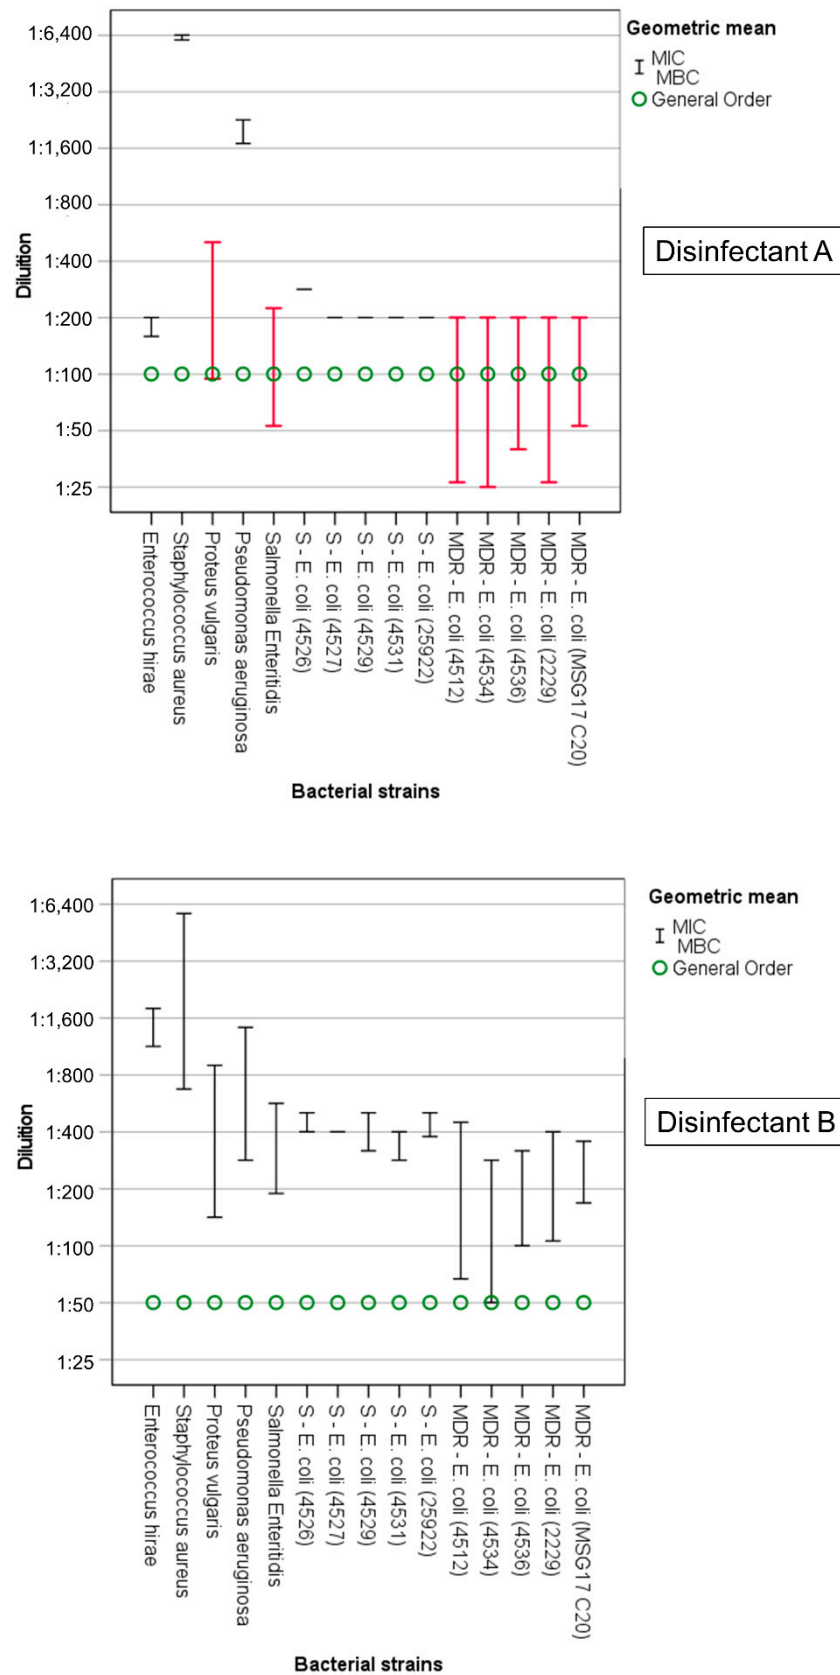 Geometric mean
MIC
MBC
General Order
Disinfectant A
Dilution
1:6,400
1:3,200
1:1,600
1:800
1:400
1:200
1:100
1:50
1:25
Enterococcus hirae
Staphylococcus aureus
Proteus vulgaris
Pseudomonas aeruginosa
Salmonella Enteritidis
S - E. coli (4526)
S - E. coli (4527)
S - E. coli (4529)
S - E. coli (4531)
S - E. coli (25922)
MDR - E. coli (4512)
MDR - E. coli (4534)
MDR - E. coli (4536)
MDR - E. coli (2229)
MDR - E. coli (MSG17 C20)
Bacterial strains
Geometric mean
MIC
MBC
General Order
Disinfectant B
Dilution
1:6,400
1:3,200
1:1,600
1:800
1:400
1:200
1:100
1:50
1:25
Enterococcus hirae
Staphylococcus aureus
Proteus vulgaris
Pseudomonas aeruginosa
Salmonella Enteritidis
S - E. coli (4526)
S - E. coli (4527)
S - E. coli (4529)
S - E. coli (4531)
S - E. coli (25922)
MDR - E. coli (4512)
MDR - E. coli (4534)
MDR - E. coli (4536)
MDR - E. coli (2229)
MDR - E. coli (MSG17 C20)
Bacterial strains